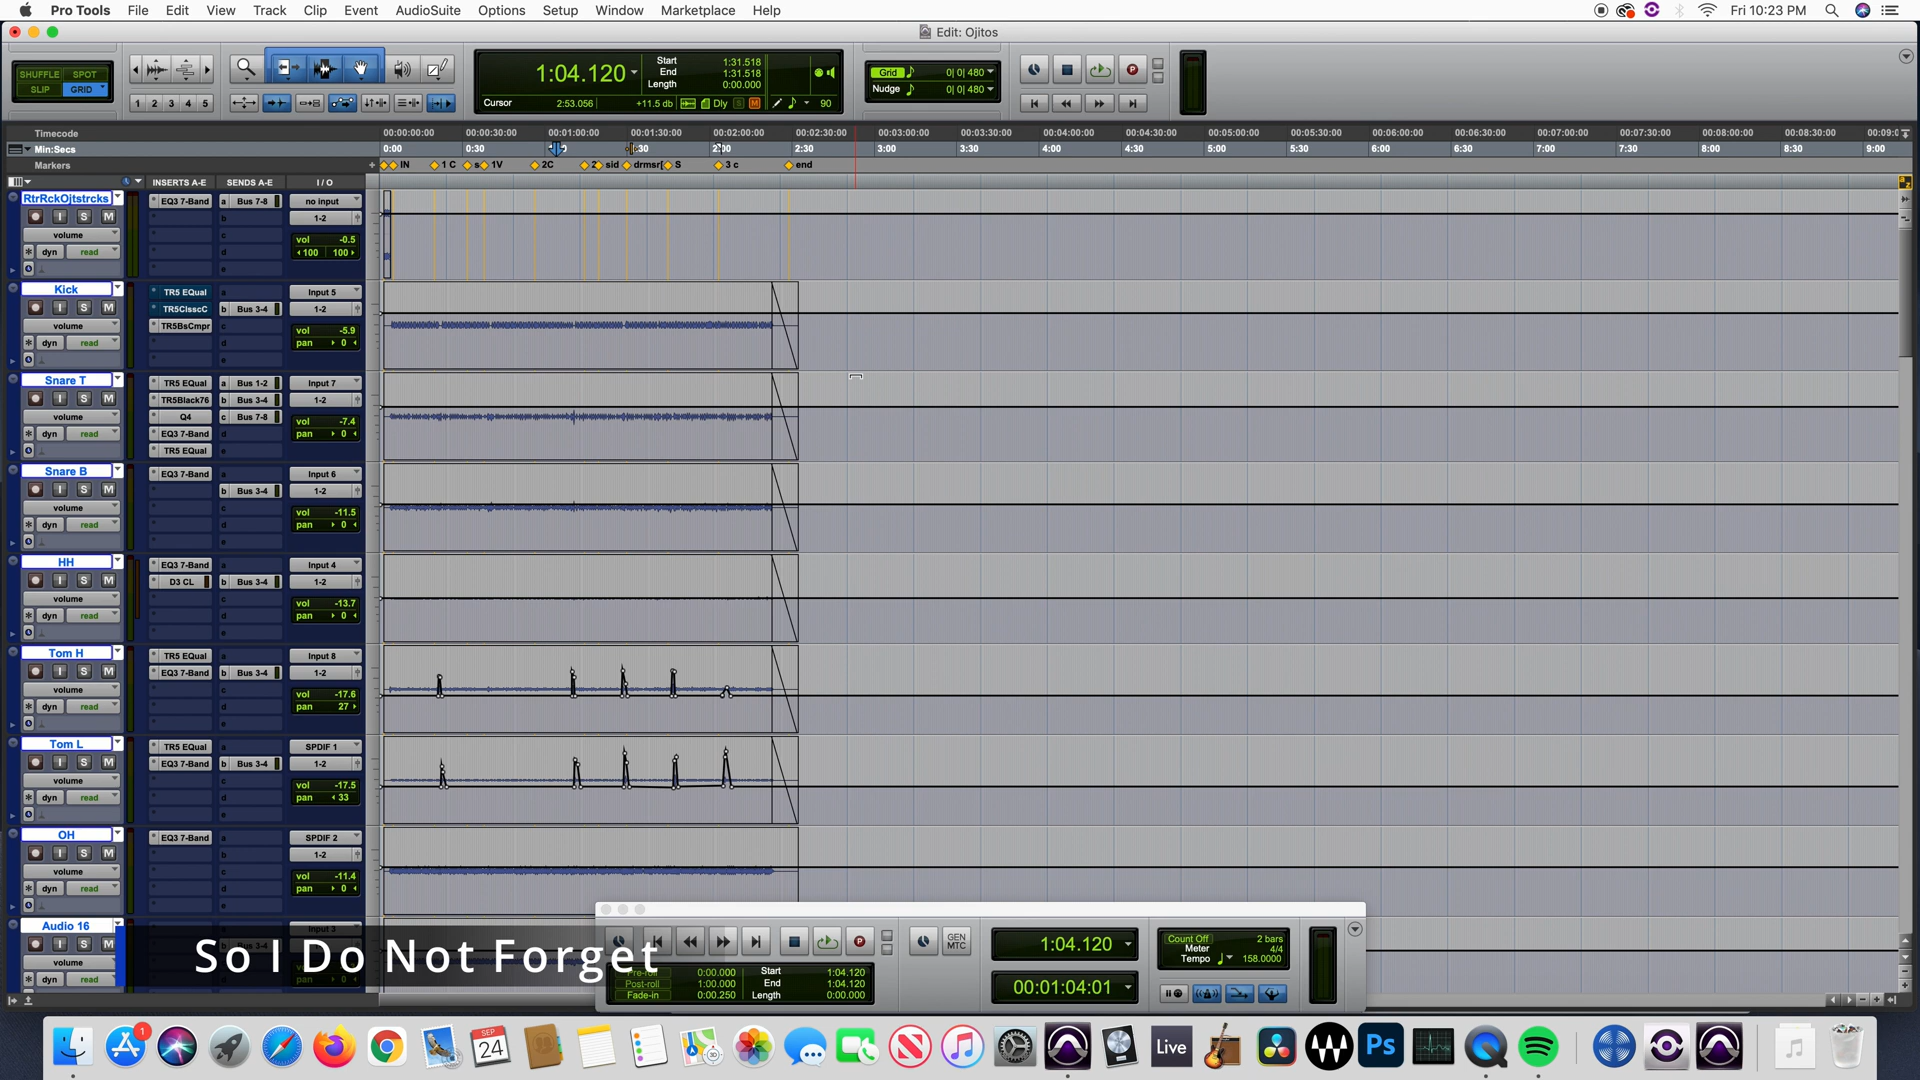 Pro Tools File Edit View Track Clip Event AudioSuite Options Setup Window Marketplace Help Fri 10:23 PM
Edit: Ojitos
SHUFFLE SPOT
SLIP GRID
1 2 3 4 5
1:04.120
Start 1:31.518
End 1:31.518
Length 0:00.000
Cursor 2:53.056 +11.5 db Dly S M 90
Grid 0| 0| 480
Nudge 0| 0| 480
Timecode 00:00:00:00 00:00:30:00 00:01:00:00 00:01:30:00 00:02:00:00 00:02:30:00 00:03:00:00 00:03:30:00 00:04:00:00 00:04:30:00 00:05:00:00 00:05:30:00 00:06:00:00 00:06:30:00 00:07:00:00 00:07:30:00 00:08:00:00 00:08:30:00 00:09:0
Min:Secs 0:00 0:30 2:00 2:30 3:00 3:30 4:00 4:30 5:00 5:30 6:00 6:30 7:00 7:30 8:00 8:30 9:00
Markers IN 1 C s 1V 2C 2 sid drmsr[ S 3 c end
INSERTS A-E SENDS A-E I / O
RtrRckOjtstrcks EQ3 7-Band a Bus 7-8 no input
I S M b 1-2
volume c vol -0.5
dyn read d 100 100
e
Kick TR5 EQual a Input 5
I S M TR5ClsscC b Bus 3-4 1-2
volume TR5BsCmpr c vol -5.9
dyn read d pan 0
e
Snare T TR5 EQual a Bus 1-2 Input 7
I S M TR5Black76 b Bus 3-4 1-2
volume Q4 c Bus 7-8 vol -7.4
dyn read EQ3 7-Band d pan 0
TR5 EQual e
Snare B EQ3 7-Band a Input 6
I S M b Bus 3-4 1-2
volume c vol -11.5
dyn read d pan 0
e
HH EQ3 7-Band a Input 4
I S M D3 CL b Bus 3-4 1-2
volume c vol -13.7
dyn read d pan 0
e
Tom H TR5 EQual a Input 8
I S M EQ3 7-Band b Bus 3-4 1-2
volume c vol -17.6
dyn read d pan 27
e
Tom L TR5 EQual a SPDIF 1
I S M EQ3 7-Band b Bus 3-4 1-2
volume c vol -17.5
dyn read d pan 33
e
OH EQ3 7-Band a SPDIF 2
I S M b 1-2
volume c vol -11.4
dyn read d pan 0
e
Audio 16 Input 3
I S M
volume
dyn read
So I Do Not Forget
GEN
MTC
1:04.120
00:01:04:01
Count Off 2 bars
Meter 4/4
Tempo 158.0000
Pre-roll 0:00.000 Start 1:04.120
Post-roll 1:00.000 End 1:04.120
Fade-in 0:00.250 Length 0:00.000
1
SEP
24
Live
Ps